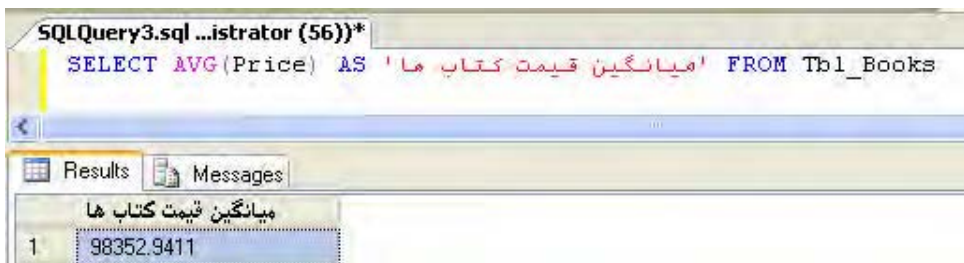 SQLQuery3.sql ...istrator (56))*
SELECT AVG(Price) AS 'میانگین قیمت کتاب ها' FROM Tbl_Books
Results Messages
میانگین قیمت کتاب ها
1 98352.9411